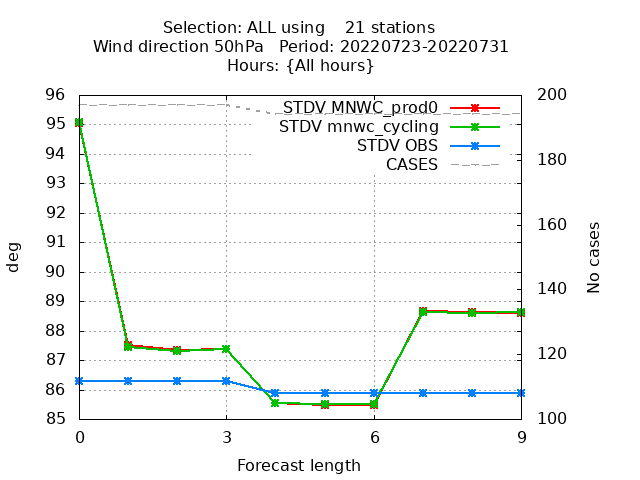 Selection: ALL using    21 stations
Wind direction 50hPa   Period: 20220723-20220731
Hours: {All hours}
96
95
94
93
92
91
90
89
88
87
86
85
200
180
160
140
120
100
STDV MNWC_prod0
STDV mnwc_cycling
STDV OBS
CASES
deg
No cases
0
3
6
9
Forecast length